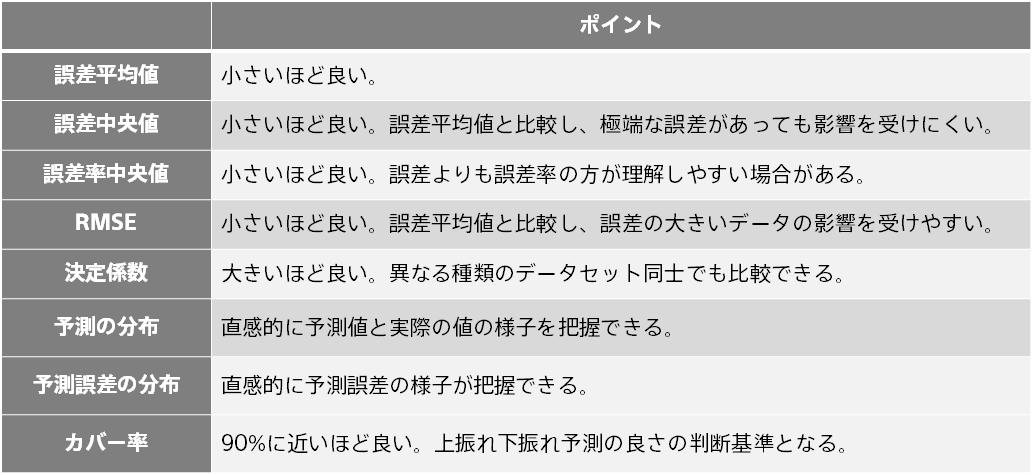 ポイント
誤差平均値 小さいほど良い。
誤差中央値 小さいほど良い。誤差平均値と比較し、極端な誤差があっても影響を受けにくい。
誤差率中央値 小さいほど良い。誤差よりも誤差率の方が理解しやすい場合がある。
RMSE 小さいほど良い。誤差平均値と比較し、誤差の大きいデータの影響を受けやすい。
決定係数 大きいほど良い。異なる種類のデータセット同士でも比較できる。
予測の分布 直感的に予測値と実際の値の様子を把握できる。
予測誤差の分布 直感的に予測誤差の様子が把握できる。
カバー率 90%に近いほど良い。上振れ下振れ予測の良さの判断基準となる。